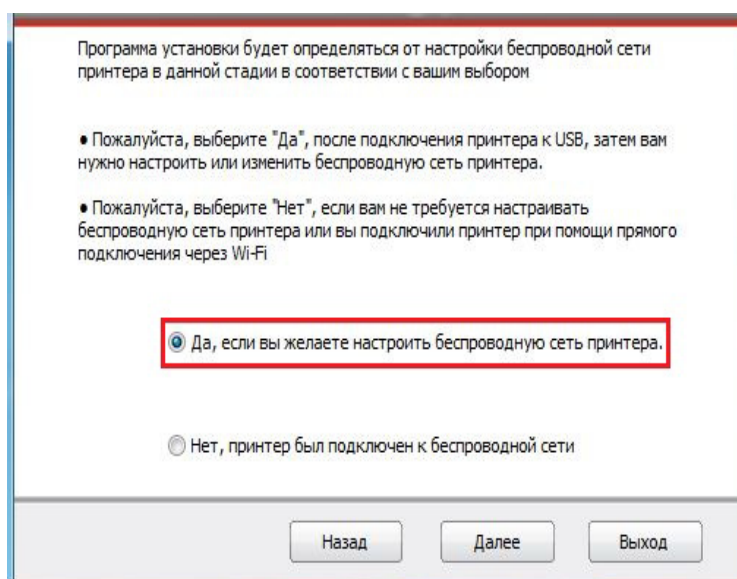 Программа установки будет определяться от настройки беспроводной сети
принтера в данной стадии в соответствии с вашим выбором
• Пожалуйста, выберите "Да", после подключения принтера к USB, затем вам
нужно настроить или изменить беспроводную сеть принтера.
• Пожалуйста, выберите "Нет", если вам не требуется настраивать
беспроводную сеть принтера или вы подключили принтер при помощи прямого
подключения через Wi-Fi
Да, если вы желаете настроить беспроводную сеть принтера.
Нет, принтер был подключен к беспроводной сети
Назад Далее Выход